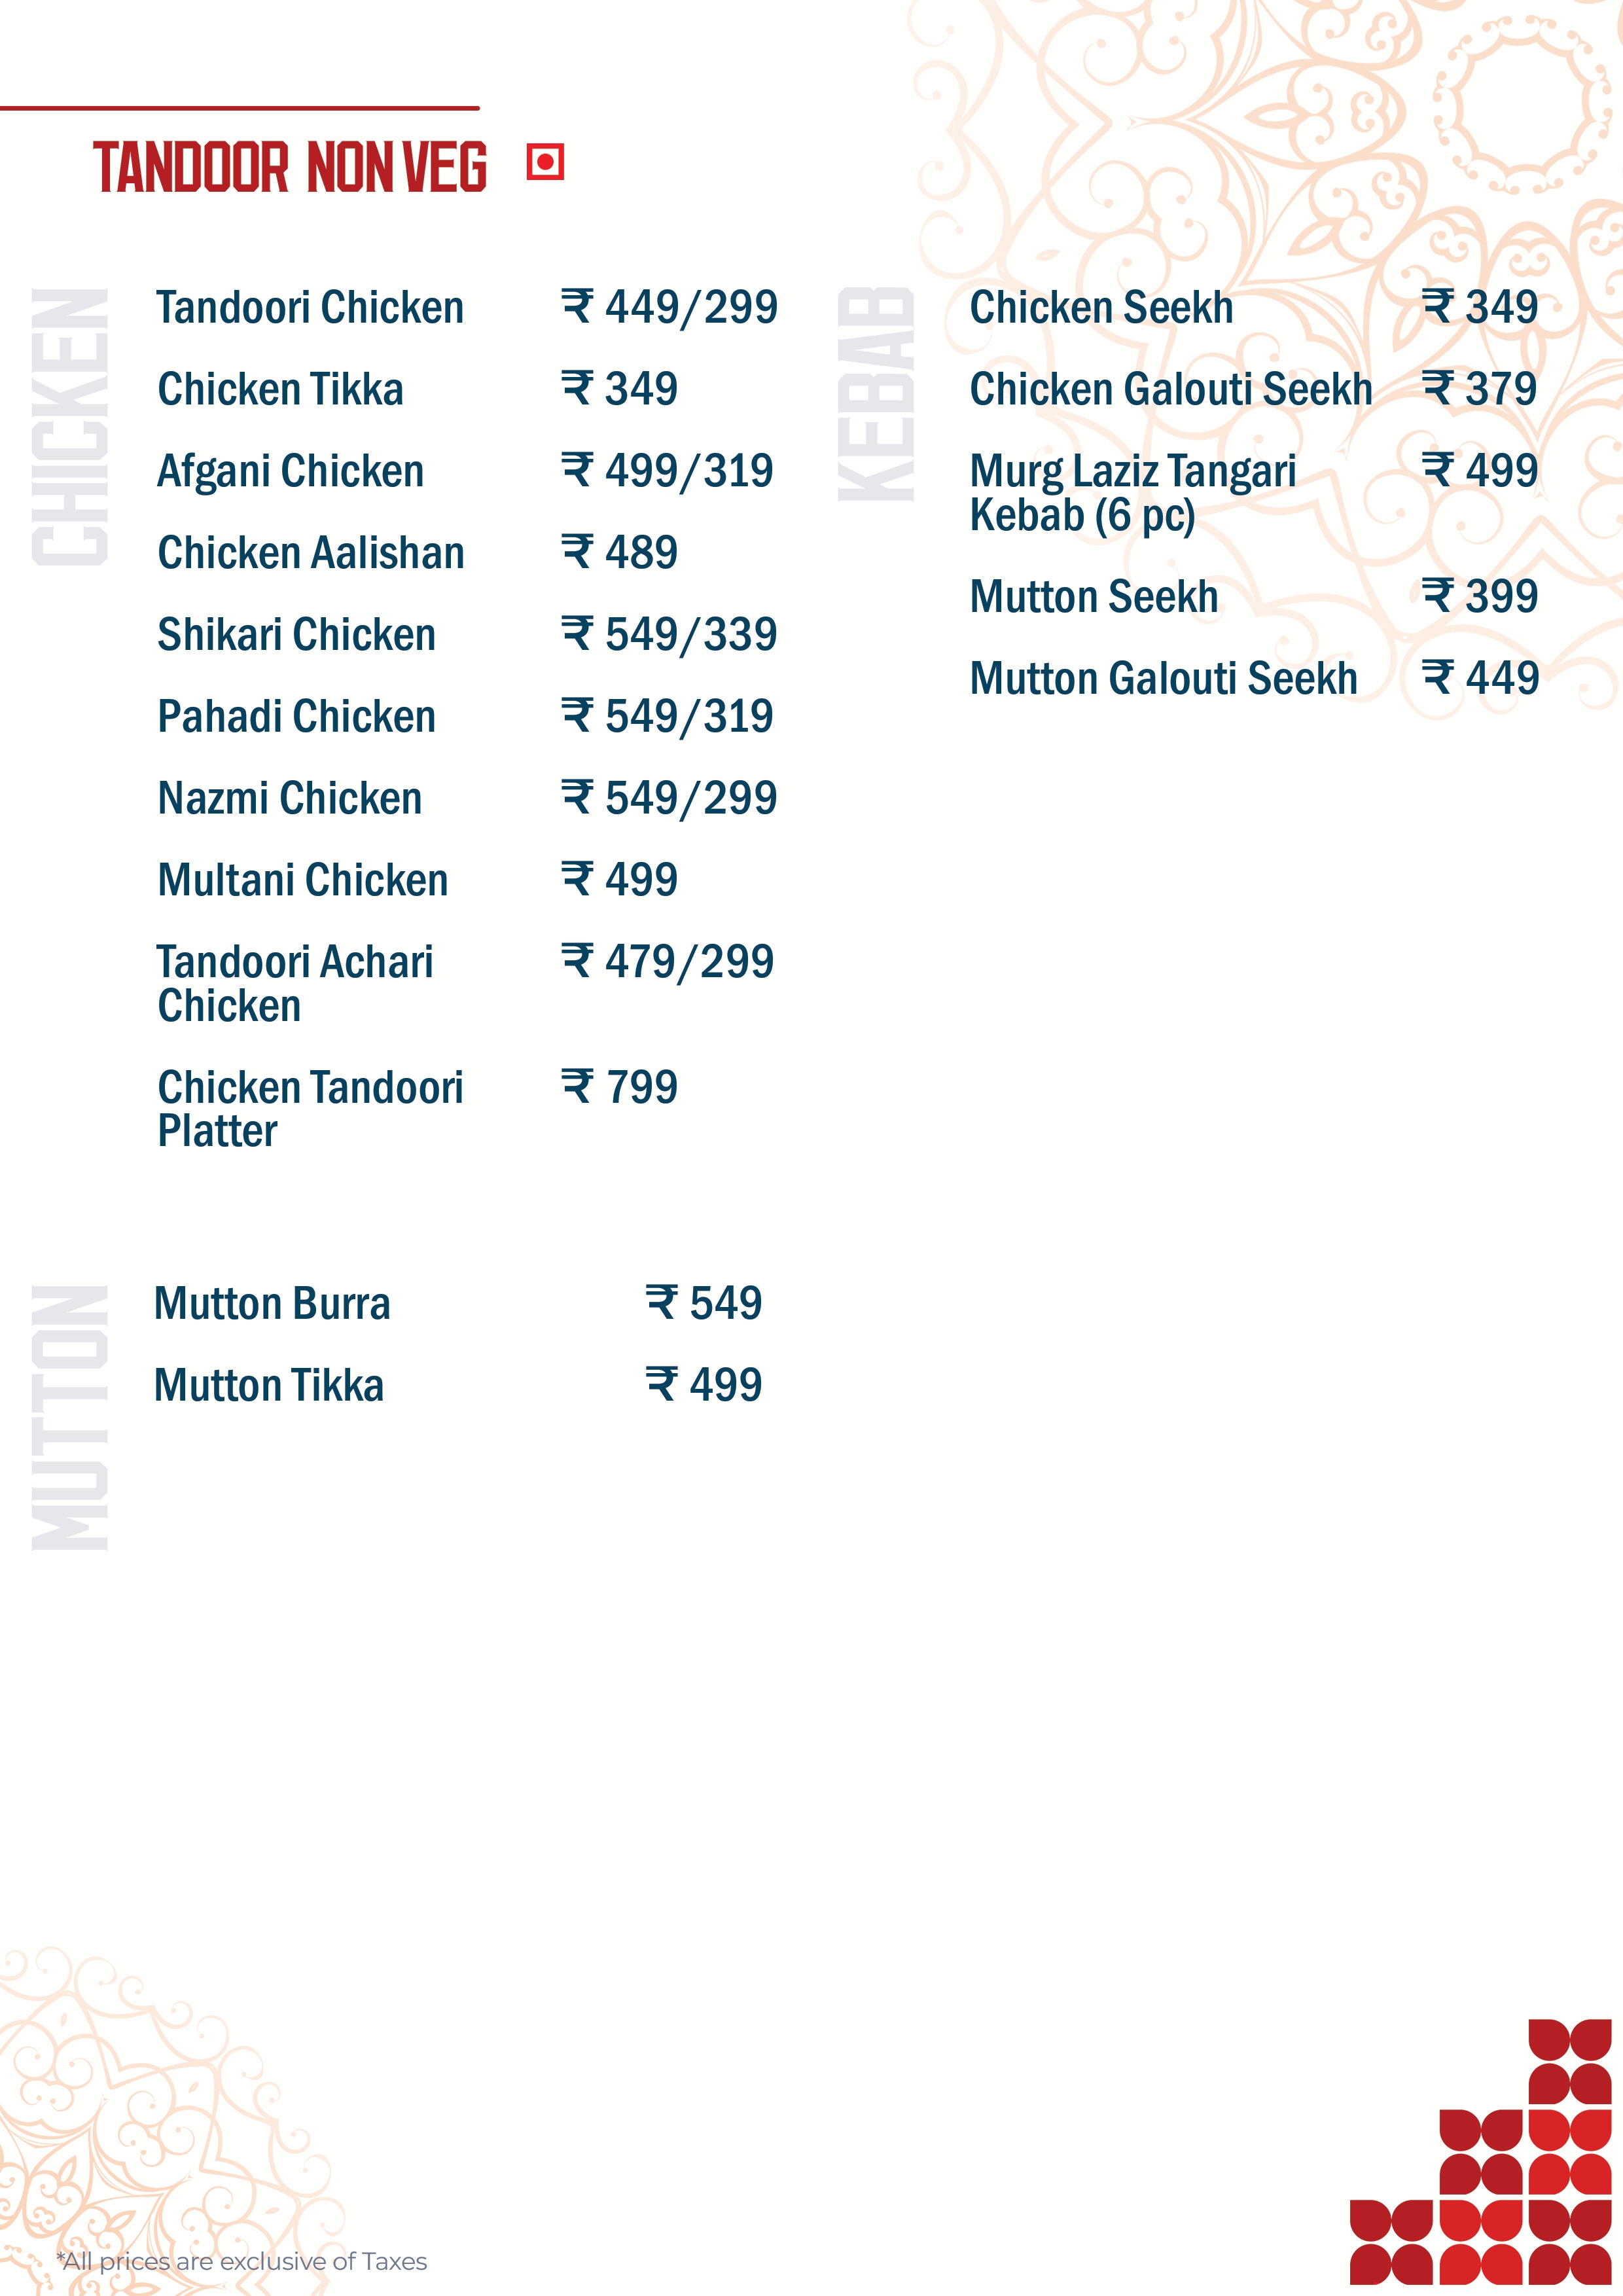 TANDOOR NON VEG
CHICKEN
Tandoori Chicken ₹ 449/299
Chicken Tikka ₹ 349
Afgani Chicken ₹ 499/319
Chicken Aalishan ₹ 489
Shikari Chicken ₹ 549/339
Pahadi Chicken ₹ 549/319
Nazmi Chicken ₹ 549/299
Multani Chicken ₹ 499
Tandoori Achari ₹ 479/299
Chicken
Chicken Tandoori ₹ 799
Platter
MUTTON
Mutton Burra ₹ 549
Mutton Tikka ₹ 499
KEBAB
Chicken Seekh ₹ 349
Chicken Galouti Seekh ₹ 379
Murg Laziz Tangari ₹ 499
Kebab (6 pc)
Mutton Seekh ₹ 399
Mutton Galouti Seekh ₹ 449
*All prices are exclusive of Taxes